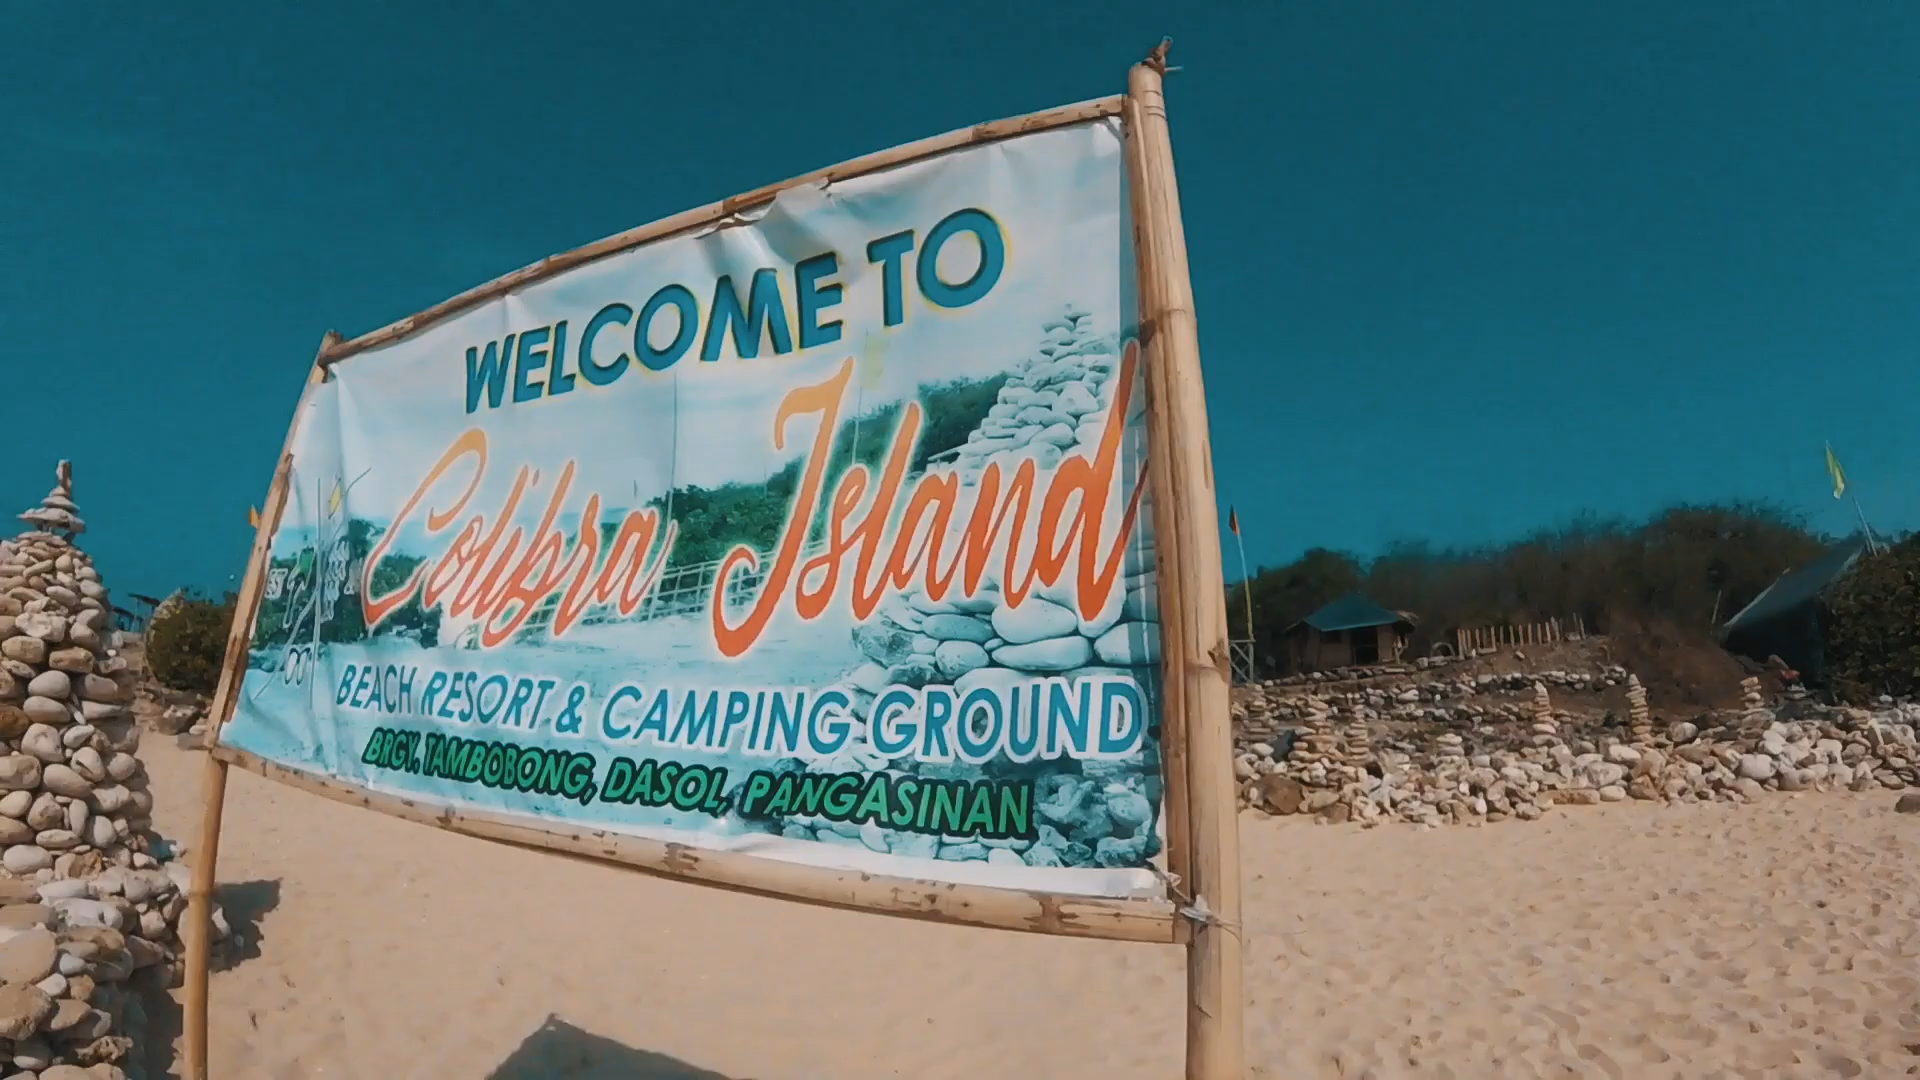 WELCOME TO
Colibra Island
BEACH RESORT & CAMPING GROUND
BRGY. TAMBOBONG, DASOL, PANGASINAN